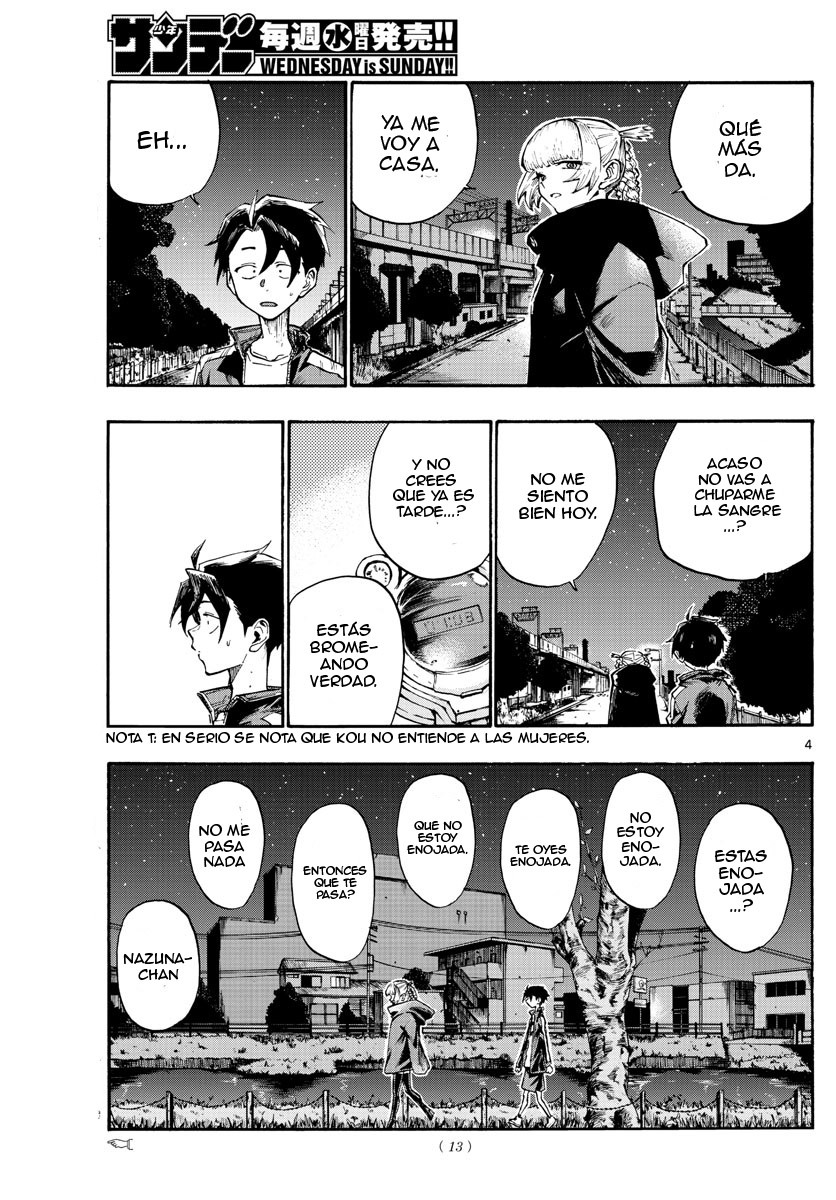 サンデー
少年
毎週水曜日発売!!
WEDNESDAY is SUNDAY!!
QUÉ
MÁS
DA.
YA ME
VOY A
CASA.
EH...
ACASO
NO VAS A
CHUPARME
LA SANGRE
...?
NO ME
SIENTO
BIEN HOY.
Y NO
CREES
QUE YA ES
TARDE...?
ESTÁS
BROME-
ANDO
VERDAD.
NOTA T: EN SERIO SE NOTA QUE KOU NO ENTIENDE A LAS MUJERES.
4
ESTAS
ENO-
JADA
...?
NO
ESTOY
ENO-
JADA.
TE OYES
ENOJADA.
QUE NO
ESTOY
ENOJADA.
ENTONCES
QUE TE
PASA?
NO ME
PASA
NADA
NAZUNA-
CHAN
( 13 )